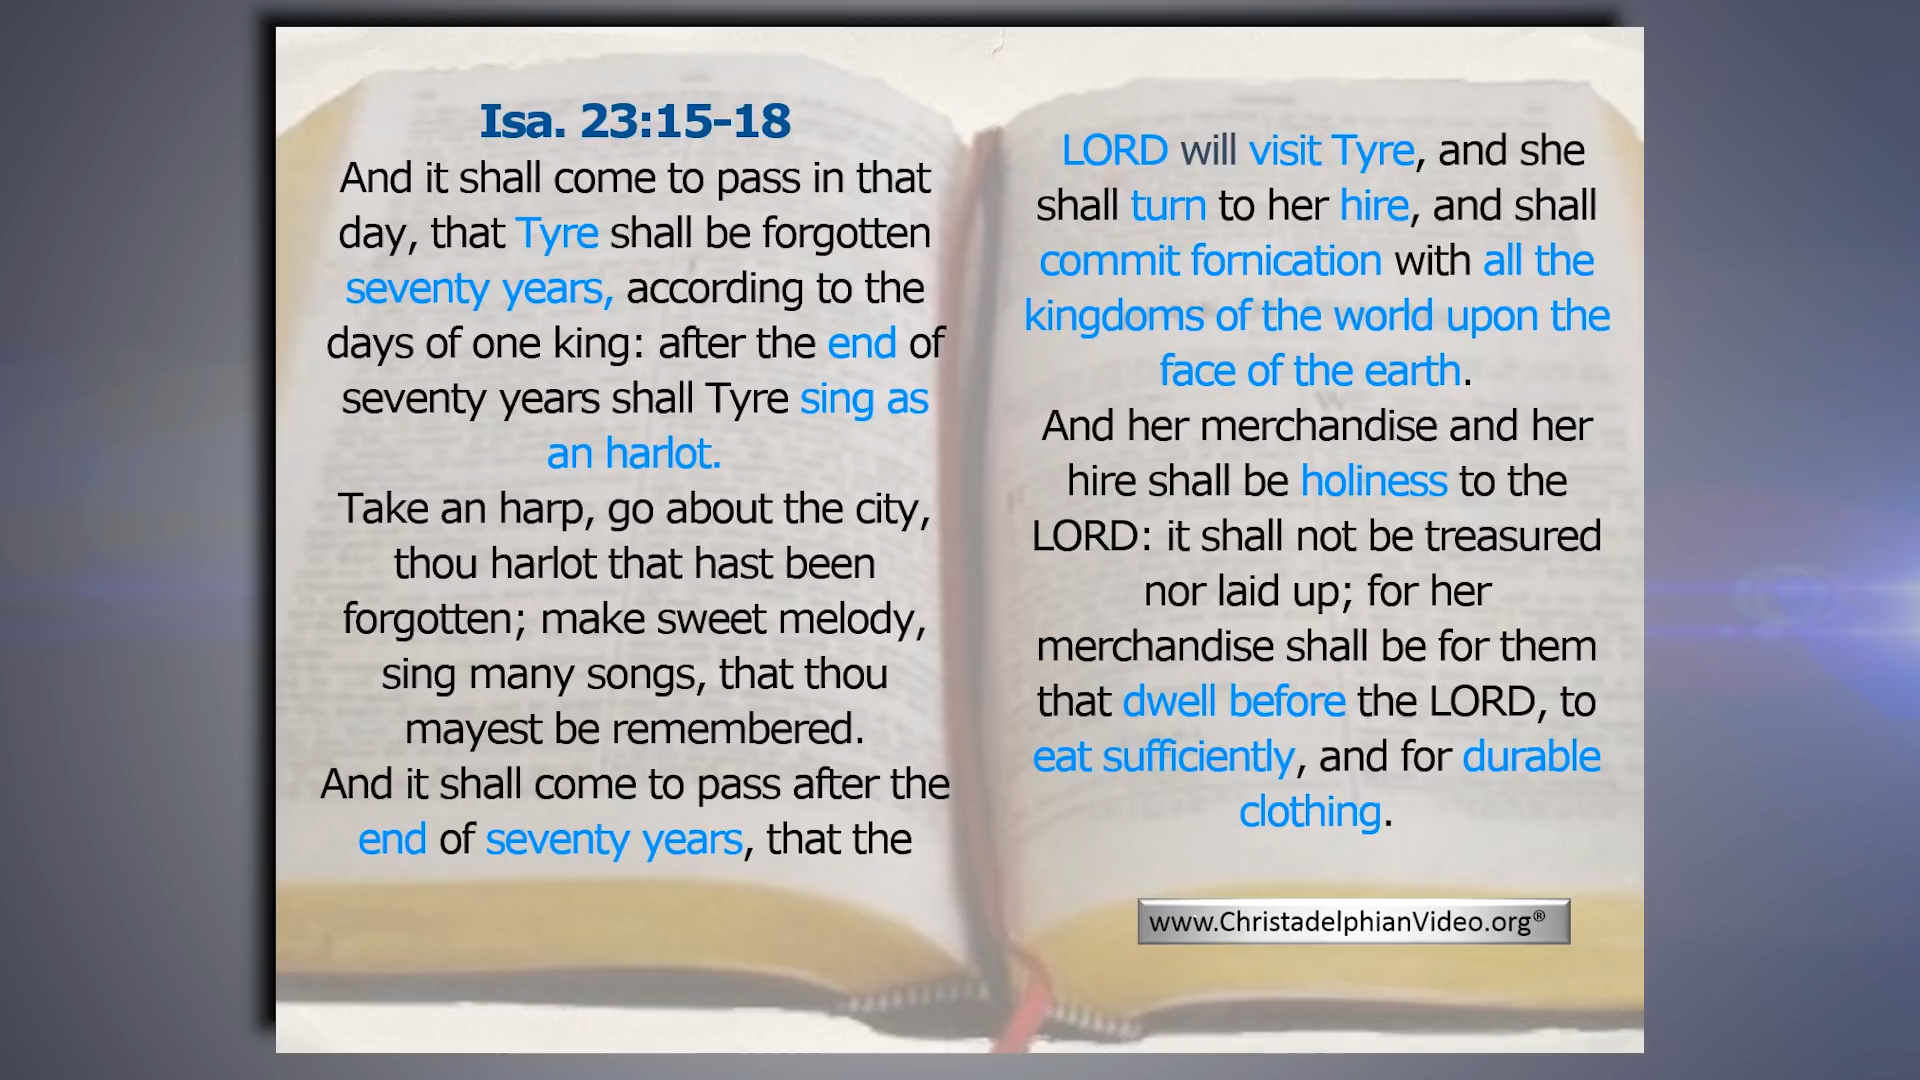 Isa. 23:15-18
And it shall come to pass in that
day, that Tyre shall be forgotten
seventy years, according to the
days of one king: after the end of
seventy years shall Tyre sing as
an harlot.
Take an harp, go about the city,
thou harlot that hast been
forgotten; make sweet melody,
sing many songs, that thou
mayest be remembered.
And it shall come to pass after the
end of seventy years, that the
LORD will visit Tyre, and she
shall turn to her hire, and shall
commit fornication with all the
kingdoms of the world upon the
face of the earth.
And her merchandise and her
hire shall be holiness to the
LORD: it shall not be treasured
nor laid up; for her
merchandise shall be for them
that dwell before the LORD, to
eat sufficiently, and for durable
clothing.
www.ChristadelphianVideo.org®